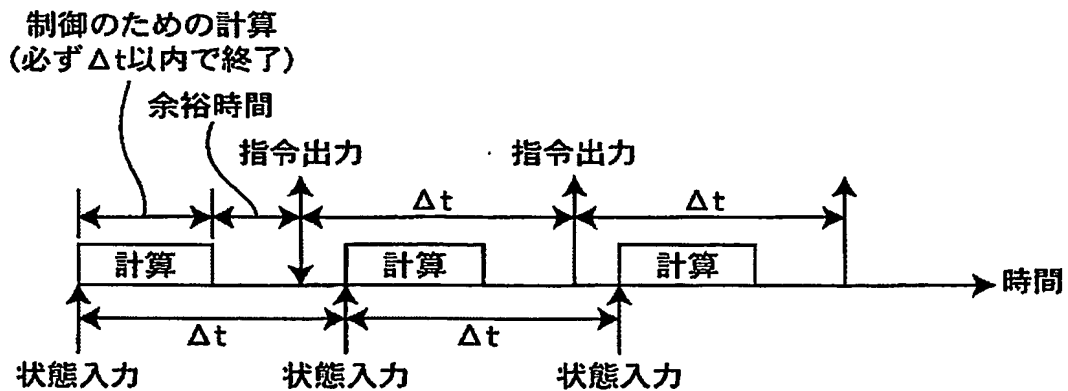 制御のための計算
(必ずΔt以内で終了)
余裕時間
指令出力
指令出力
Δt
Δt
計算
計算
計算
時間
Δt
Δt
状態入力
状態入力
状態入力